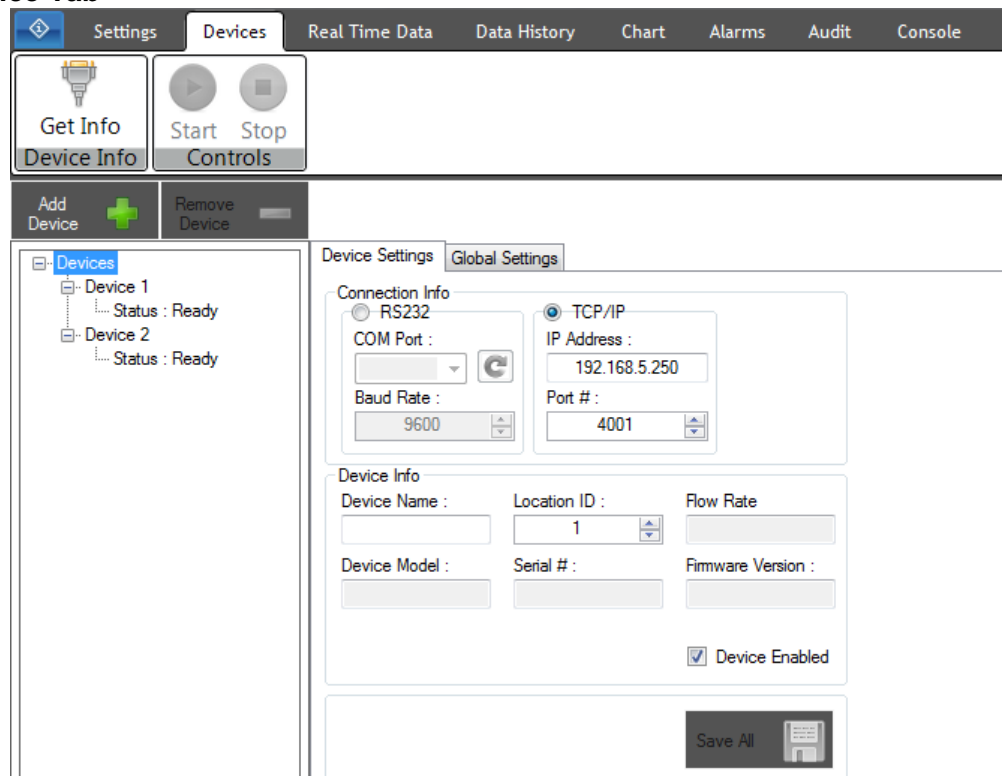 Settings Devices Real Time Data Data History Chart Alarms Audit Console
Get Info Start Stop
Device Info Controls
Add Device Remove Device
Devices
Device 1
Status : Ready
Device 2
Status : Ready
Device Settings Global Settings
Connection Info
RS232 TCP/IP
COM Port : IP Address :
192.168.5.250
Baud Rate : Port # :
9600 4001
Device Info
Device Name : Location ID : Flow Rate
1
Device Model : Serial # : Firmware Version :
Device Enabled
Save All